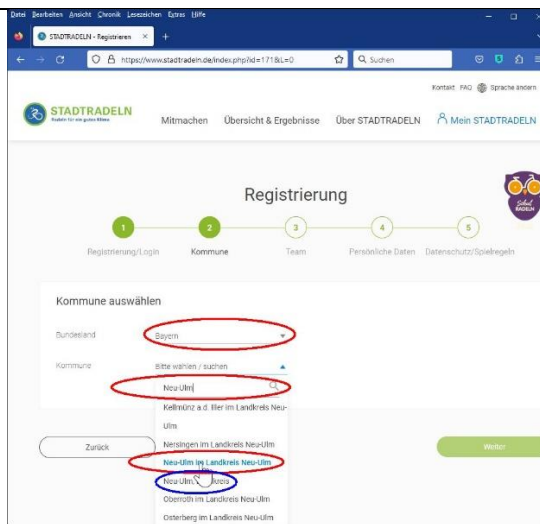 Datei Bearbeiten Ansicht Chronik Lesezeichen Extras Hilfe
STADTRADELN - Registrieren
https://www.stadtradeln.de/index.php?id=171&L=0
Suchen
Kontakt FAQ Sprache ändern
STADTRADELN
Radeln für ein gutes Klima
Mitmachen Übersicht & Ergebnisse Über STADTRADELN Mein STADTRADELN
Registrierung
Schul
RADELN
1 2 3 4 5
Registrierung/Login Kommune Team Persönliche Daten Datenschutz/Spielregeln
Kommune auswählen
Bundesland Bayern
Kommune Bitte wählen / suchen
Neu-Ulm
Kellmünz a.d. Iller im Landkreis Neu-
Ulm
Nersingen im Landkreis Neu-Ulm
Neu-Ulm im Landkreis Neu-Ulm
Neu-Ulm,
Oberroth im Landkreis Neu-Ulm
Osterberg im Landkreis Neu-Ulm
Zurück Weiter